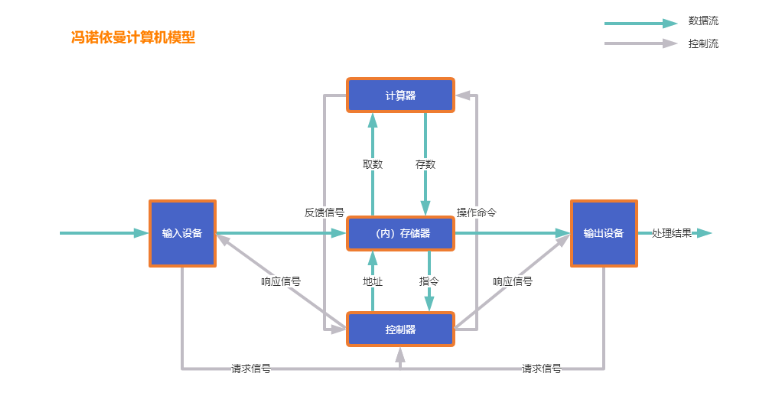 冯诺依曼计算机模型
数据流
控制流
计算器
取数
存数
反馈信号
操作命令
输入设备
（内）存储器
输出设备
处理结果
响应信号
地址
指令
响应信号
控制器
请求信号
请求信号